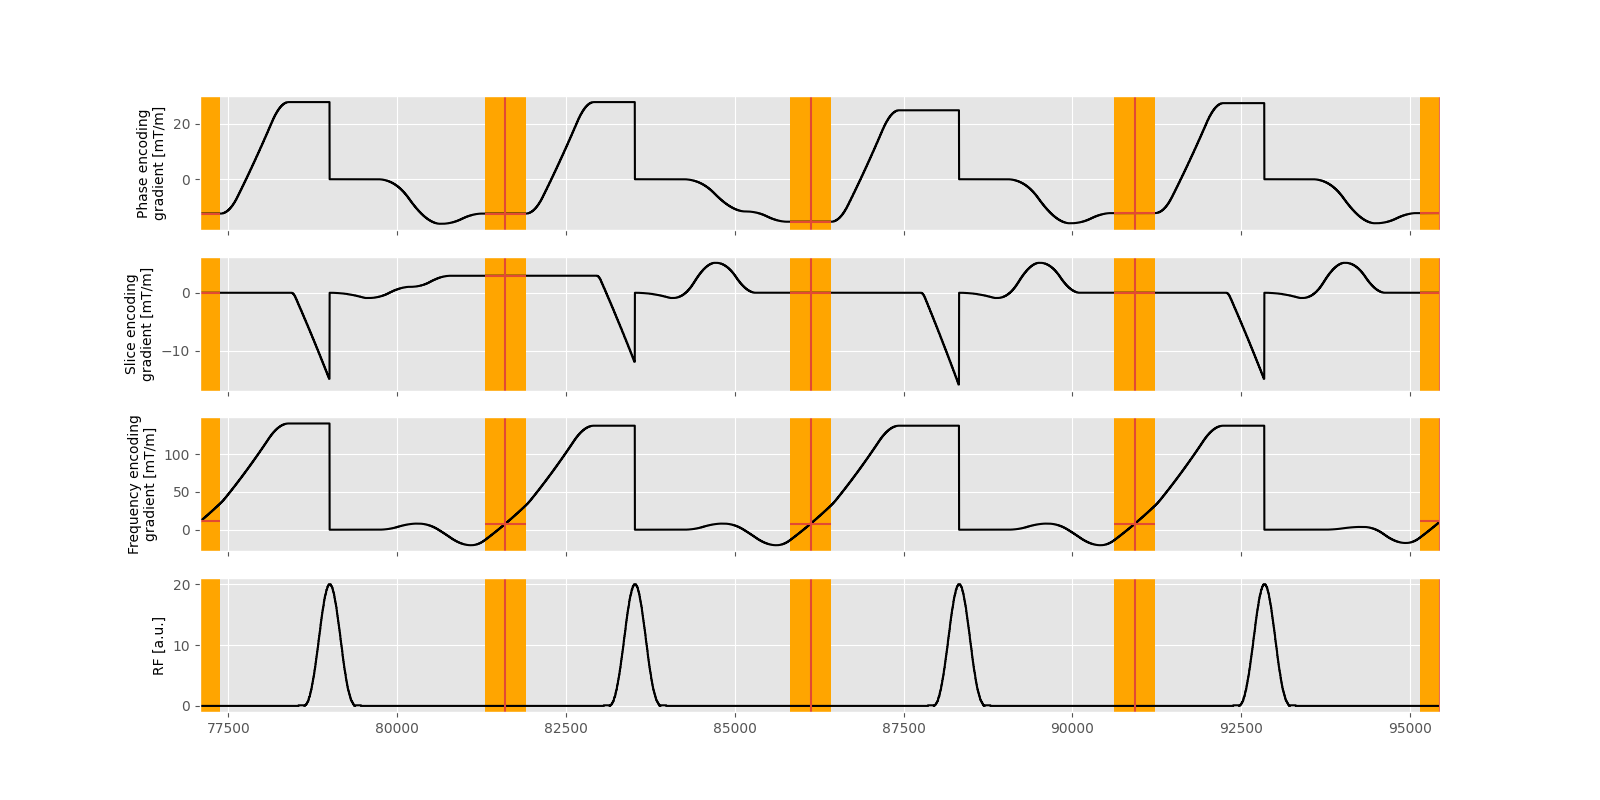 Phase encoding
gradient [mT/m]
20
0
Slice encoding
gradient [mT/m]
0
−10
Frequency encoding
gradient [mT/m]
100
50
0
RF [a.u.]
20
10
0
77500 80000 82500 85000 87500 90000 92500 95000